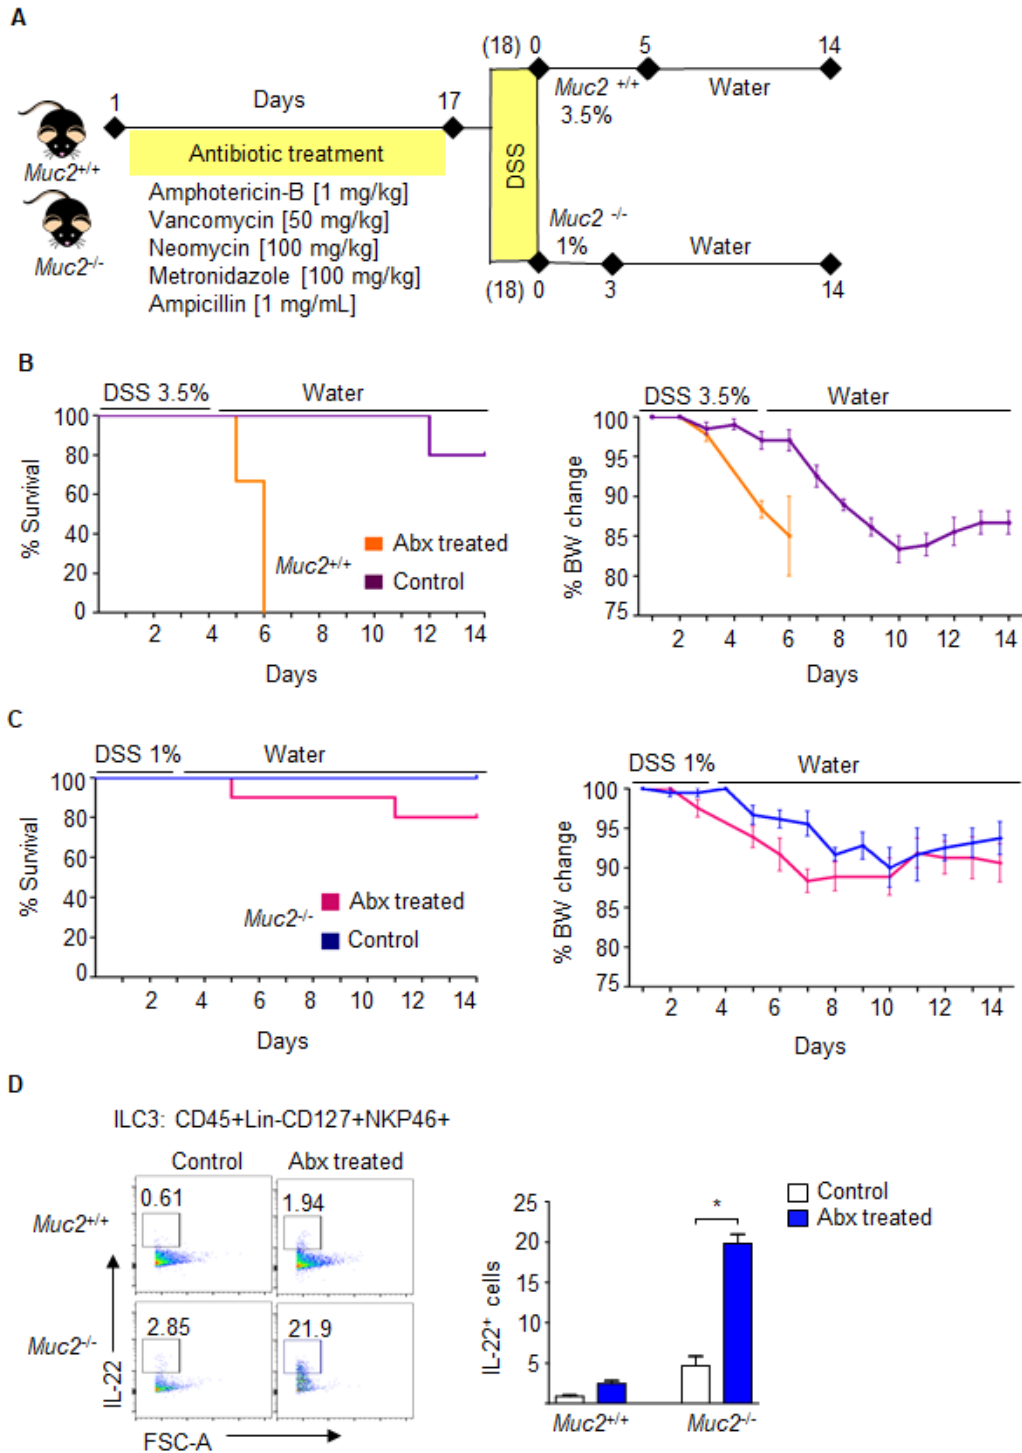 A
(18) 0 5 14
Muc2 +/+ Water
3.5%
1 Days 17
Antibiotic treatment
Muc2+/+
Muc2-/-
Amphotericin-B [1 mg/kg]
Vancomycin [50 mg/kg]
Neomycin [100 mg/kg]
Metronidazole [100 mg/kg]
Ampicillin [1 mg/mL]
DSS
Muc2 -/-
1% Water
(18) 0 3 14
B
DSS 3.5% Water
100
80
60
40
20
0
% Survival
Muc2+/+
Abx treated
Control
2 4 6 8 10 12 14
Days
DSS 3.5% Water
100
95
90
85
80
75
% BW change
2 4 6 8 10 12 14
Days
C
DSS 1% Water
100
80
60
40
20
0
% Survival
Muc2-/-
Abx treated
Control
2 4 6 8 10 12 14
Days
DSS 1% Water
100
95
90
85
80
75
% BW change
2 4 6 8 10 12 14
Days
D
ILC3: CD45+Lin-CD127+NKP46+
Control Abx treated
Muc2+/+
0.61 1.94
Muc2-/-
2.85 21.9
IL-22
FSC-A
Control
Abx treated
25
20
15
10
5
IL-22+ cells
*
Muc2+/+ Muc2-/-